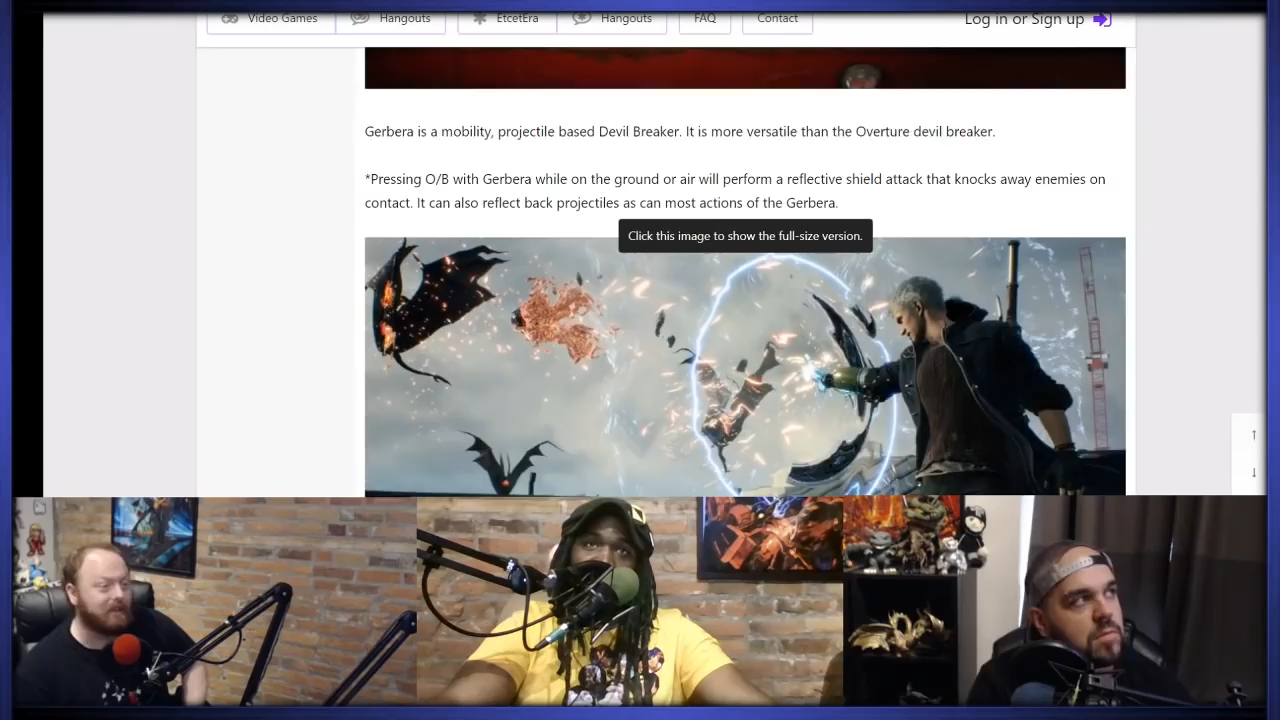 Video Games
Hangouts
EtcetEra
Hangouts
FAQ
Contact
Log in or Sign up
Gerbera is a mobility, projectile based Devil Breaker. It is more versatile than the Overture devil breaker.
*Pressing O/B with Gerbera while on the ground or air will perform a reflective shield attack that knocks away enemies on
contact. It can also reflect back projectiles as can most actions of the Gerbera.
Click this image to show the full-size version.